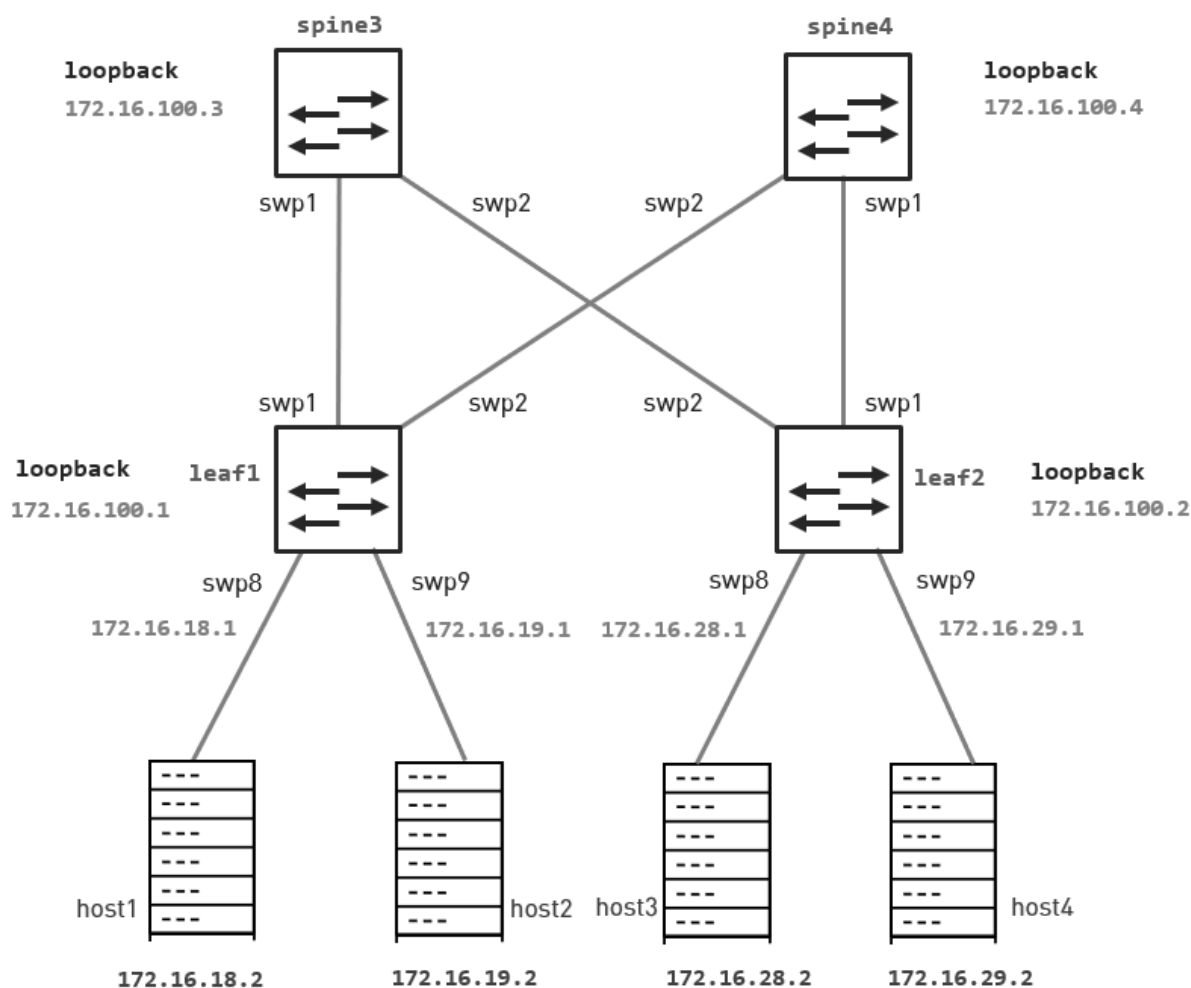 spine3
spine4
loopback
172.16.100.3
loopback
172.16.100.4
swp1
swp2
swp2
swp1
swp1
swp2
swp2
swp1
loopback
172.16.100.1
leaf1
leaf2
loopback
172.16.100.2
swp8
172.16.18.1
swp9
172.16.19.1
swp8
172.16.28.1
swp9
172.16.29.1
host1
host2
host3
host4
172.16.18.2
172.16.19.2
172.16.28.2
172.16.29.2